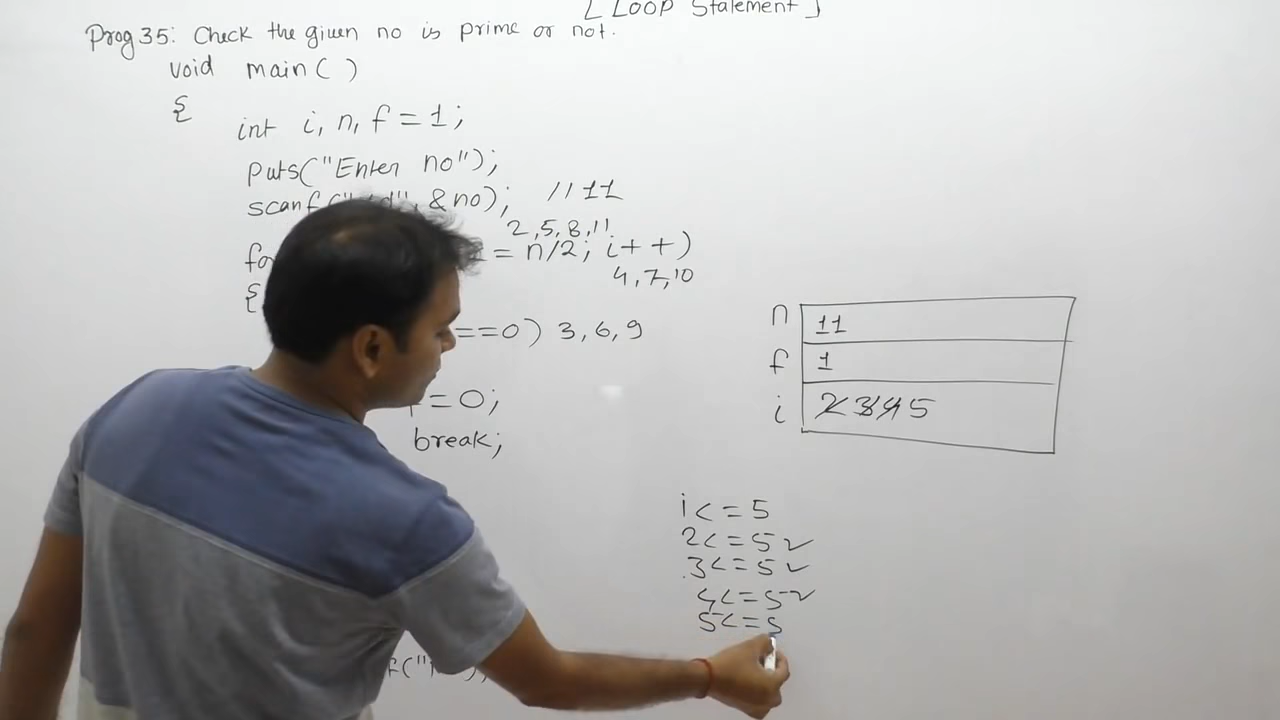 [ Loop Statement ]
Prog 35: Check the given no is prime or not.
void main( )
{
int i, n, f = 1;
puts("Enter no");
scanf("%d", &no); // 11
2, 5, 8, 11
= n/2; i++)
4, 7, 10
{
==0) 3, 6, 9
f = 0;
break;
n 11
f 1
i 2 3 4 5
i<=5
2<=5 ✓
3<=5 ✓
4<=5 ✓
5<=5